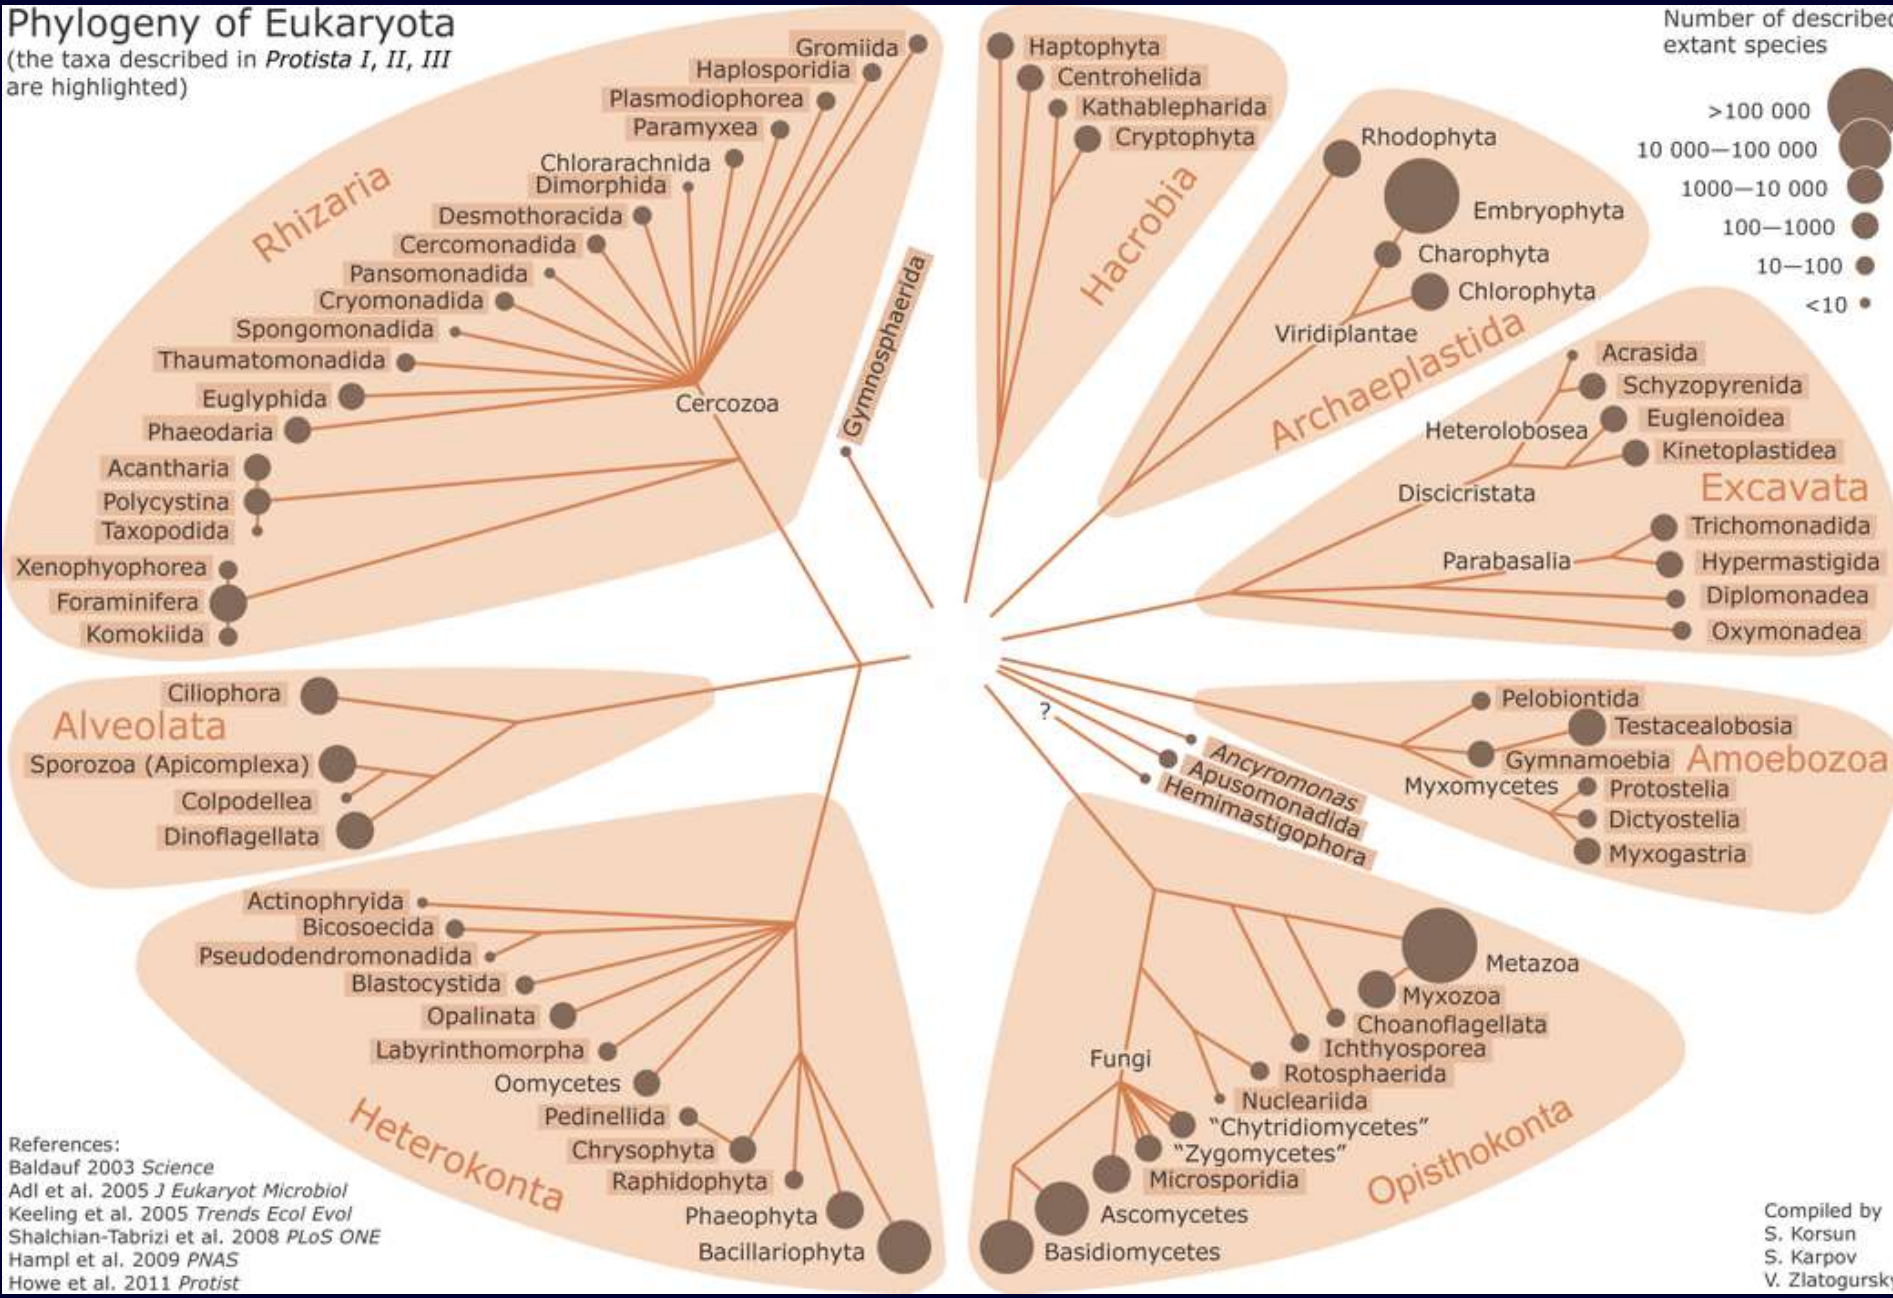 Phylogeny of Eukaryota
(the taxa described in Protista I, II, III
are highlighted)
Number of described
extant species
>100 000
10 000—100 000
1000—10 000
100—1000
10—100
<10
Rhizaria
Gromiida
Haplosporidia
Plasmodiophorea
Paramyxea
Chlorarachnida
Dimorphida
Desmothoracida
Cercomonadida
Pansomonadida
Cryomonadida
Spongomonadida
Thaumatomonadida
Euglyphida
Phaeodaria
Cercozoa
Acantharia
Polycystina
Taxopodida
Xenophyophorea
Foraminifera
Komokiida
Gymnosphaerida
Haptophyta
Centrohelida
Kathablepharida
Cryptophyta
Hacrobia
Rhodophyta
Embryophyta
Charophyta
Chlorophyta
Viridiplantae
Archaeplastida
Acrasida
Schyzopyrenida
Euglenoidea
Heterolobosea
Kinetoplastidea
Discicristata
Excavata
Trichomonadida
Parabasalia
Hypermastigida
Diplomonadea
Oxymonadea
Ciliophora
Alveolata
Sporozoa (Apicomplexa)
Colpodellea
Dinoflagellata
?
Ancyromonas
Apusomonadida
Hemimastigophora
Pelobiontida
Testacealobosia
Gymnamoebia
Amoebozoa
Myxomycetes
Protostelia
Dictyostelia
Myxogastria
Actinophryida
Bicosoecida
Pseudodendromonadida
Blastocystida
Opalinata
Labyrinthomorpha
Oomycetes
Pedinellida
Chrysophyta
Raphidophyta
Phaeophyta
Bacillariophyta
Heterokonta
Metazoa
Myxozoa
Choanoflagellata
Ichthyosporea
Fungi
Rotosphaerida
Nucleariida
“Chytridiomycetes”
“Zygomycetes”
Microsporidia
Ascomycetes
Basidiomycetes
Opisthokonta
References:
Baldauf 2003 Science
Adl et al. 2005 J Eukaryot Microbiol
Keeling et al. 2005 Trends Ecol Evol
Shalchian-Tabrizi et al. 2008 PLoS ONE
Hampl et al. 2009 PNAS
Howe et al. 2011 Protist
Compiled by
S. Korsun
S. Karpov
V. Zlatogursky